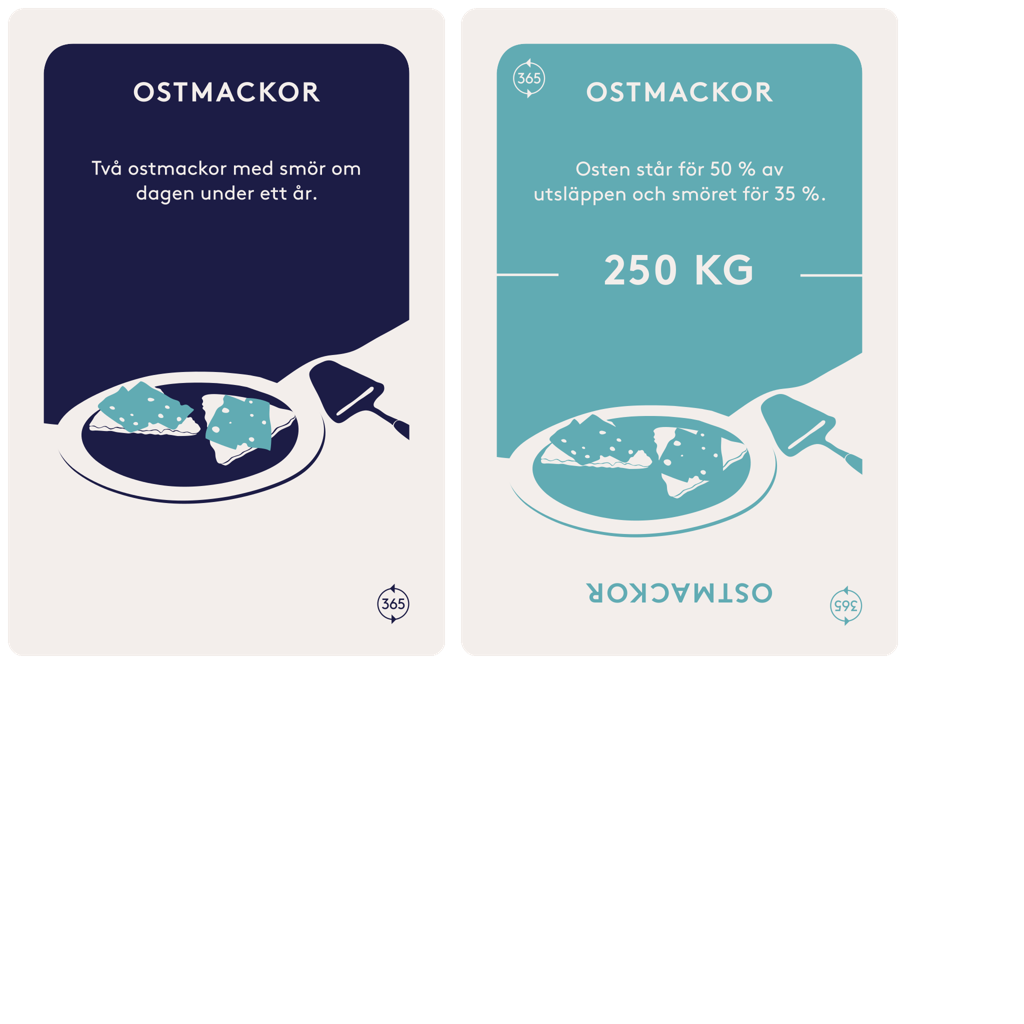 OSTMACKOR
Två ostmackor med smör om
dagen under ett år.
365
365
OSTMACKOR
Osten står för 50 % av
utsläppen och smöret för 35 %.
250 KG
OSTMACKOR
365